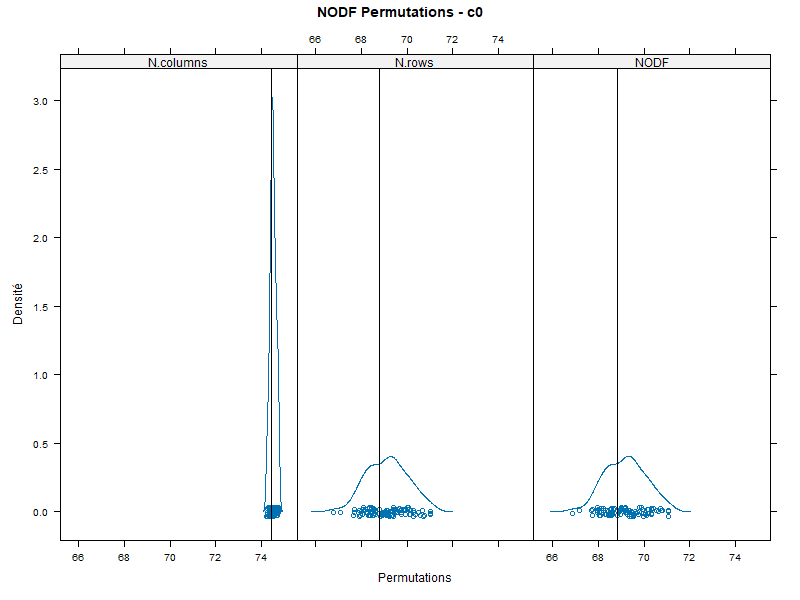 NODF Permutations - c0
66 68 70 72 74
N.columns N.rows NODF
3.0
2.5
2.0
1.5
1.0
0.5
0.0
Densité
66 68 70 72 74 66 68 70 72 74
Permutations